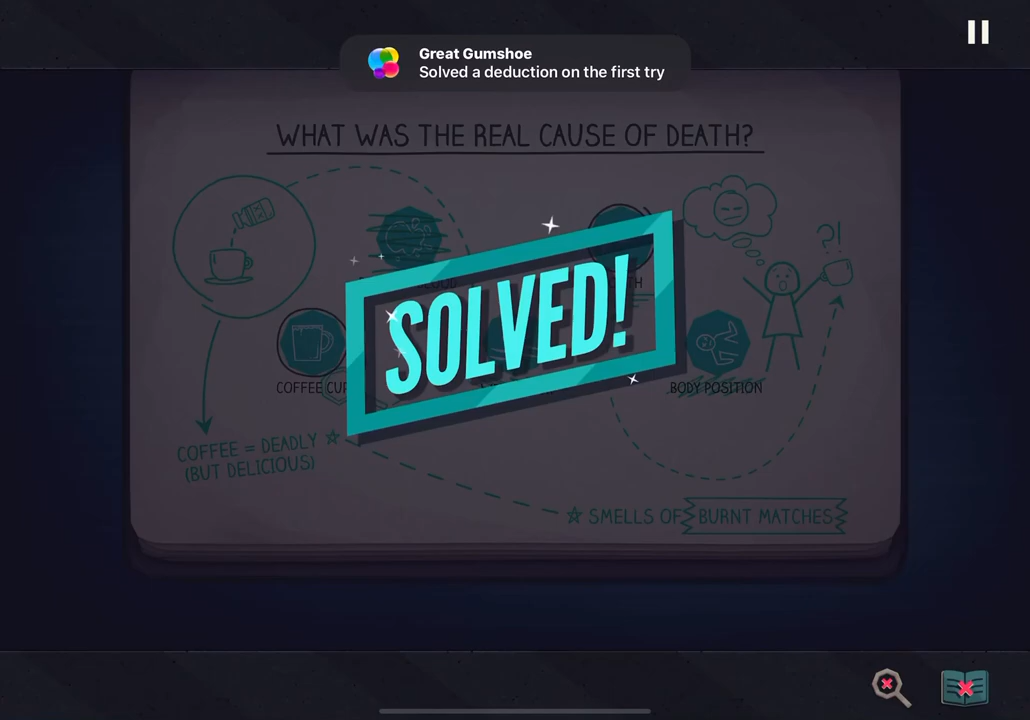 Great Gumshoe
Solved a deduction on the first try
WHAT WAS THE REAL CAUSE OF DEATH?
?!
SOLVED!
COFFEE CUP
BODY POSITION
COFFEE = DEADLY
(BUT DELICIOUS)
SMELLS OF BURNT MATCHES